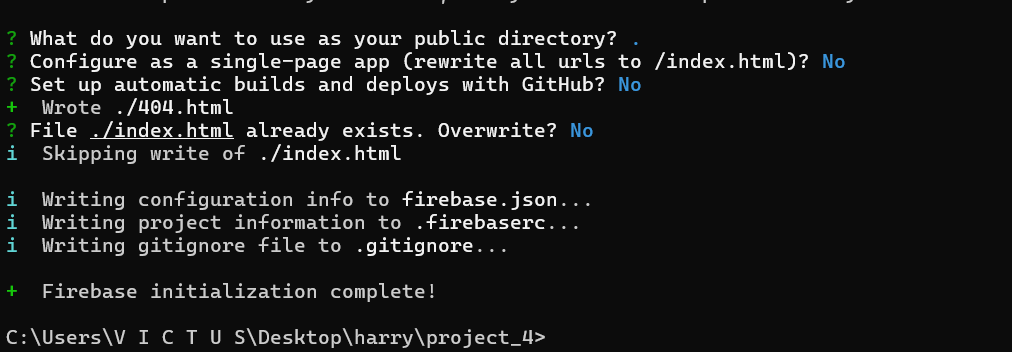 ? What do you want to use as your public directory? .
? Configure as a single-page app (rewrite all urls to /index.html)? No
? Set up automatic builds and deploys with GitHub? No
+  Wrote ./404.html
? File ./index.html already exists. Overwrite? No
i  Skipping write of ./index.html
i  Writing configuration info to firebase.json...
i  Writing project information to .firebaserc...
i  Writing gitignore file to .gitignore...
+  Firebase initialization complete!
C:\Users\V I C T U S\Desktop\harry\project_4>